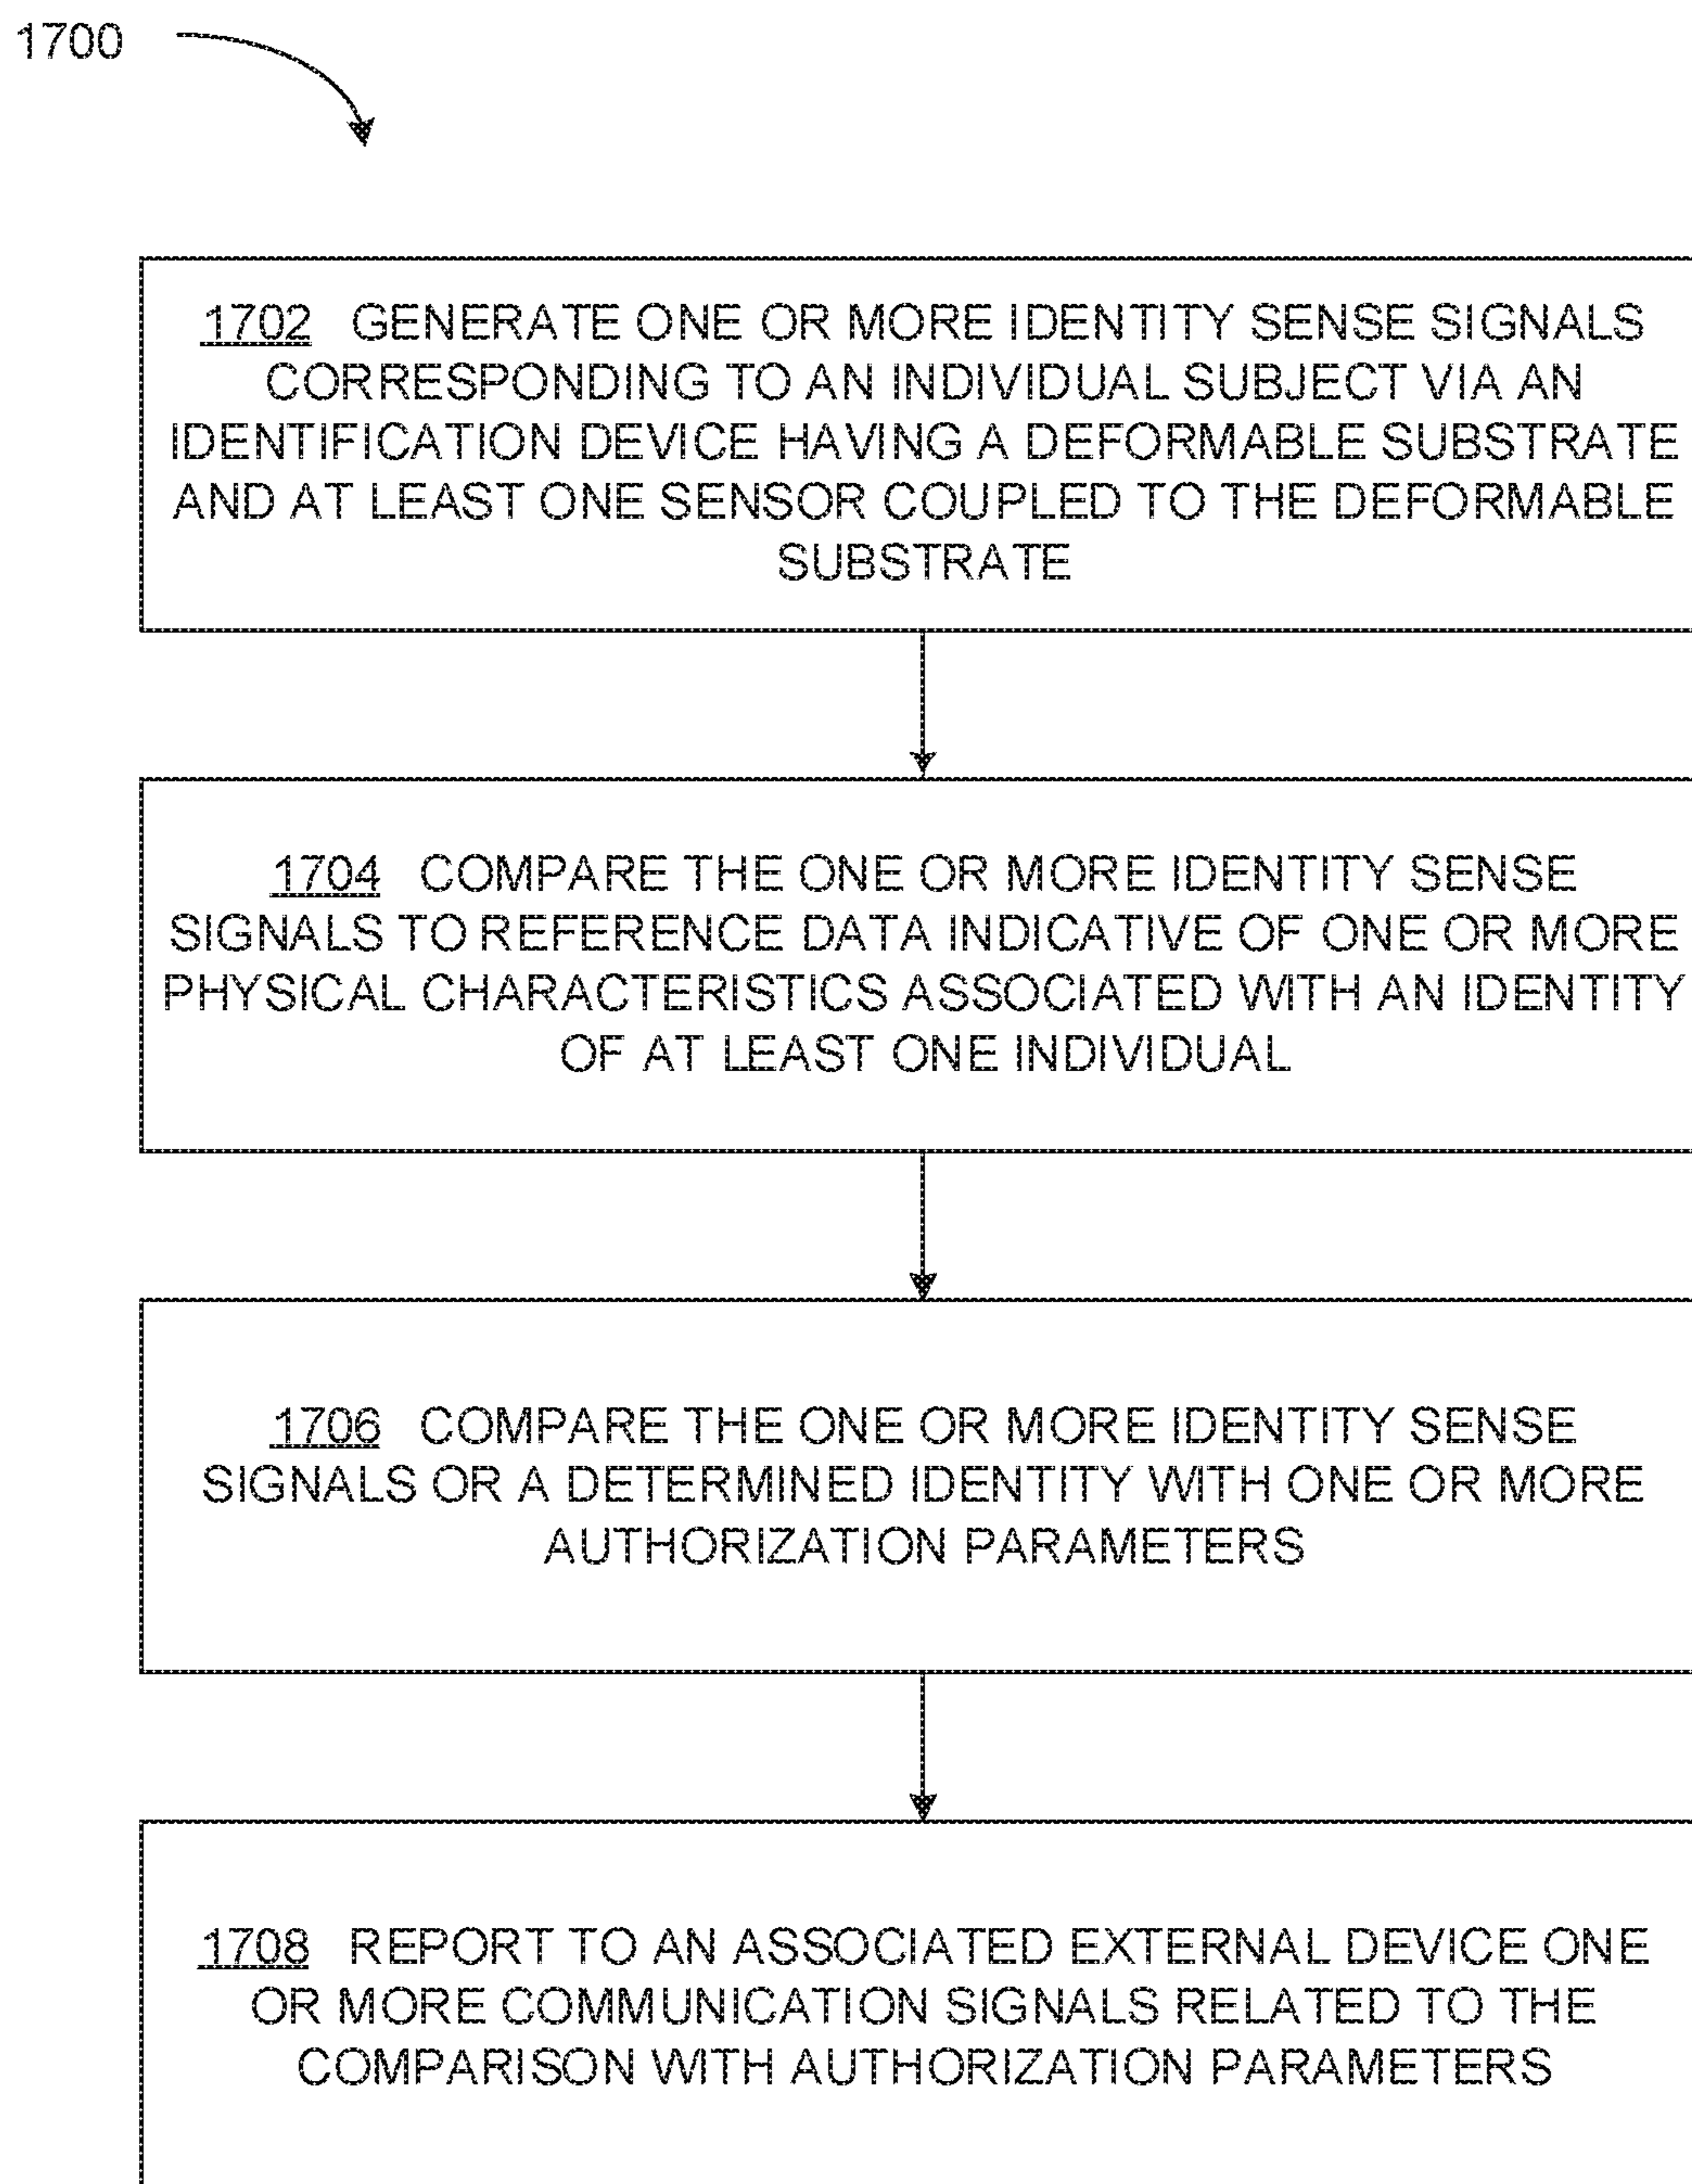 1700
1702 GENERATE ONE OR MORE IDENTITY SENSE SIGNALS
CORRESPONDING TO AN INDIVIDUAL SUBJECT VIA AN
IDENTIFICATION DEVICE HAVING A DEFORMABLE SUBSTRATE
AND AT LEAST ONE SENSOR COUPLED TO THE DEFORMABLE
SUBSTRATE
1704 COMPARE THE ONE OR MORE IDENTITY SENSE
SIGNALS TO REFERENCE DATA INDICATIVE OF ONE OR MORE
PHYSICAL CHARACTERISTICS ASSOCIATED WITH AN IDENTITY
OF AT LEAST ONE INDIVIDUAL
1706 COMPARE THE ONE OR MORE IDENTITY SENSE
SIGNALS OR A DETERMINED IDENTITY WITH ONE OR MORE
AUTHORIZATION PARAMETERS
1708 REPORT TO AN ASSOCIATED EXTERNAL DEVICE ONE
OR MORE COMMUNICATION SIGNALS RELATED TO THE
COMPARISON WITH AUTHORIZATION PARAMETERS